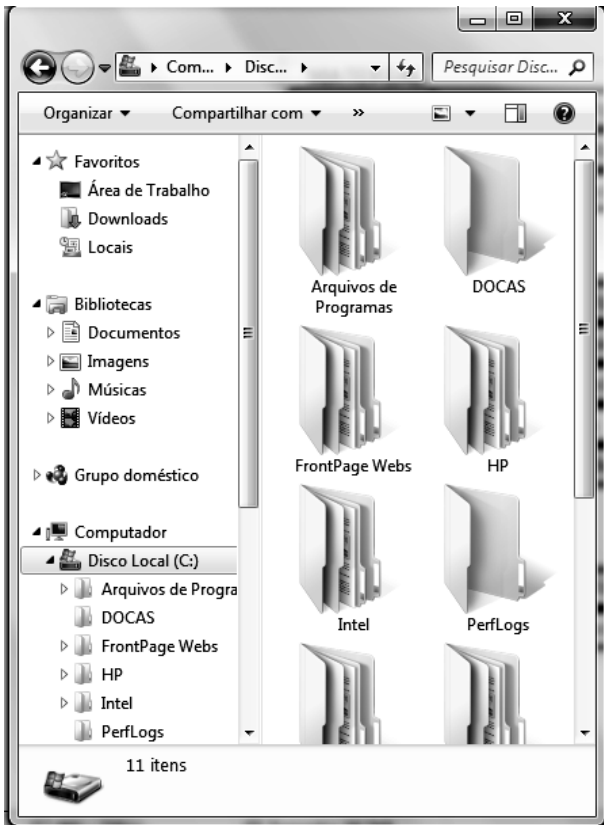 Com... Disc...
Pesquisar Disc...
Organizar
Compartilhar com
»
Favoritos
Área de Trabalho
Downloads
Locais
Bibliotecas
Documentos
Imagens
Músicas
Vídeos
Grupo doméstico
Computador
Disco Local (C:)
Arquivos de Progra
DOCAS
FrontPage Webs
HP
Intel
PerfLogs
Arquivos de
Programas
DOCAS
FrontPage Webs
HP
Intel
PerfLogs
11 itens